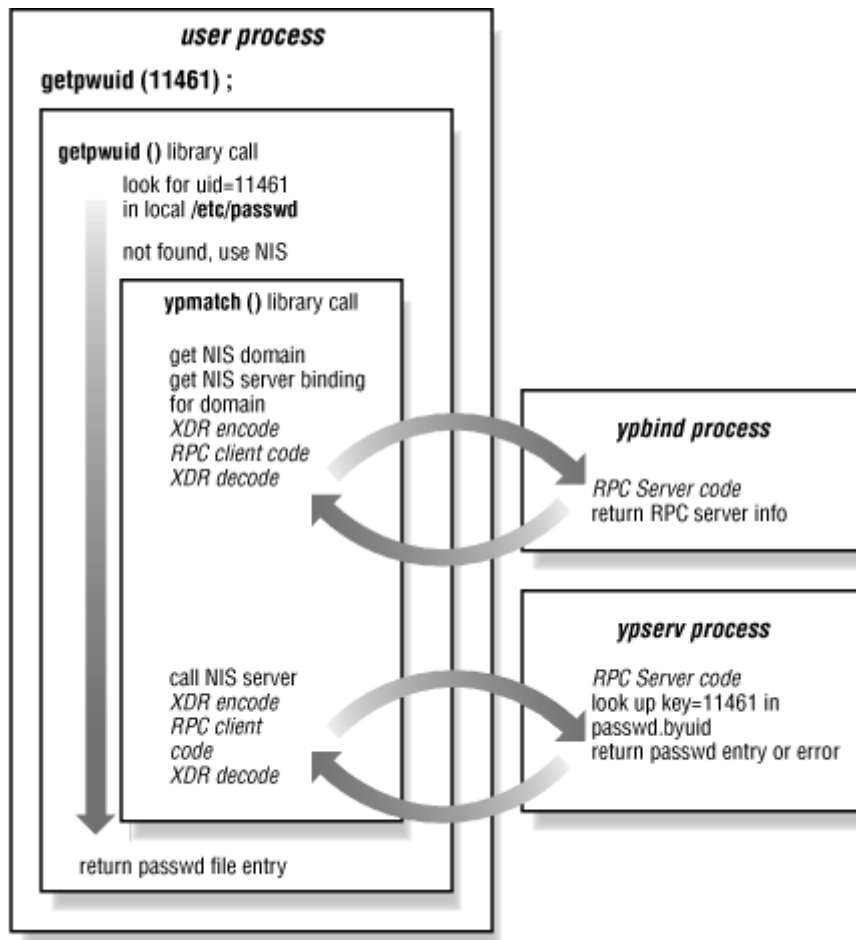 user process
getpwuid (11461) ;
getpwuid () library call
look for uid=11461
in local /etc/passwd
not found, use NIS
ypmatch () library call
get NIS domain
get NIS server binding
for domain
XDR encode
RPC client code
XDR decode
ypbind process
RPC Server code
return RPC server info
call NIS server
XDR encode
RPC client
code
XDR decode
ypserv process
RPC Server code
look up key=11461 in
passwd.byuid
return passwd entry or error
return passwd file entry